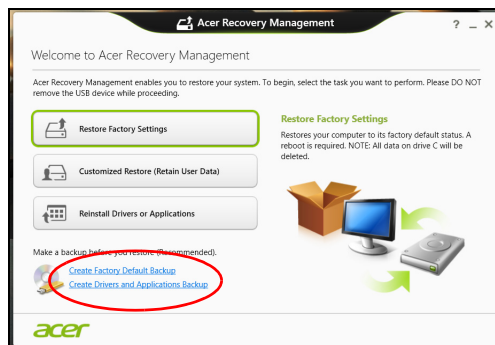 Acer Recovery Management
? _ X
Welcome to Acer Recovery Management
Acer Recovery Management enables you to restore your system. To begin, select the task you want to perform. Please DO NOT
remove the USB device while proceeding.
Restore Factory Settings
Customized Restore (Retain User Data)
Reinstall Drivers or Applications
Restore Factory Settings
Restores your computer to its factory default status. A
reboot is required. NOTE: All data on drive C will be
deleted.
Make a backup before you restore (Recommended).
Create Factory Default Backup
Create Drivers and Applications Backup
acer